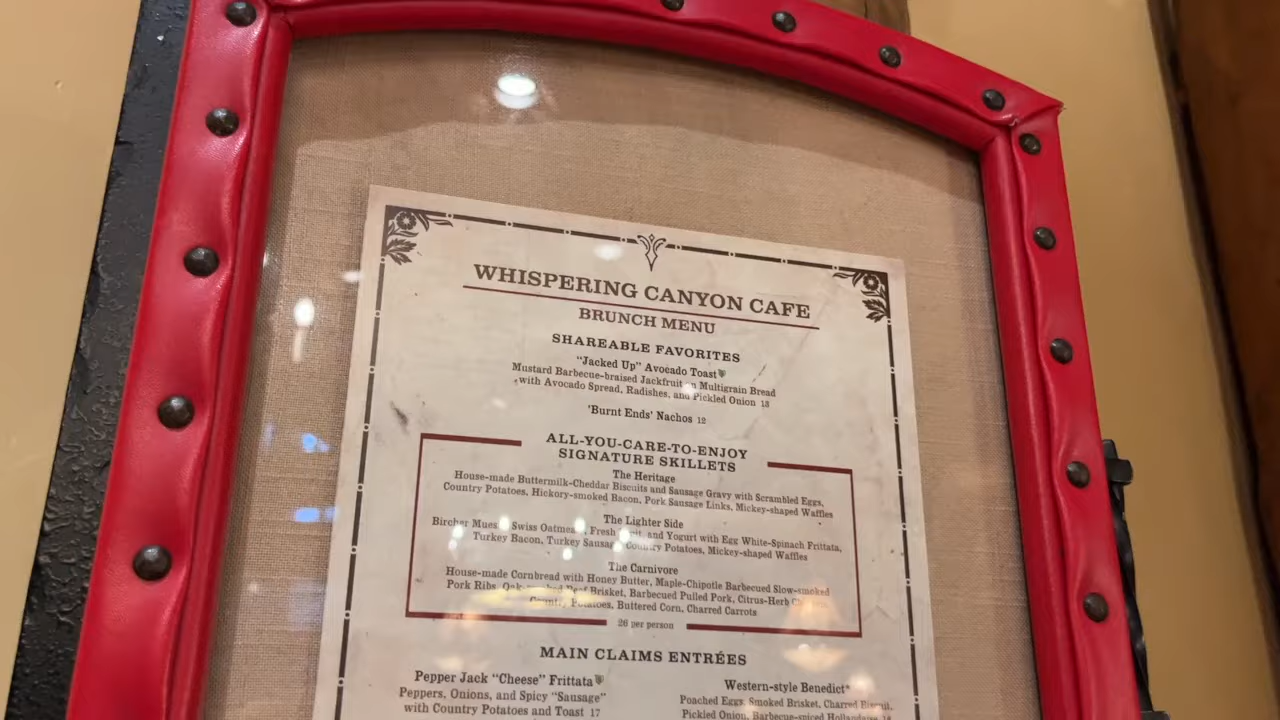 WHISPERING CANYON CAFE
BRUNCH MENU
SHAREABLE FAVORITES
"Jacked Up" Avocado Toast
Mustard Barbecue-braised Jackfruit on Multigrain Bread
with Avocado Spread, Radishes, and Pickled Onion 13
'Burnt Ends' Nachos 12
ALL-YOU-CARE-TO-ENJOY
SIGNATURE SKILLETS
The Heritage
House-made Buttermilk-Cheddar Biscuits and Sausage Gravy with Scrambled Eggs,
Country Potatoes, Hickory-smoked Bacon, Pork Sausage Links, Mickey-shaped Waffles
The Lighter Side
Bircher Swiss Fresh and Yogurt with Egg White-Spinach Frittata,
Turkey Bacon, Turkey Sausage, Country Potatoes, Mickey-shaped Waffles
The Carnivore
House-made Cornbread with Honey Butter, Maple-Chipotle Barbecued Slow-smoked
Pork Ribs, Beef Brisket, Barbecued Pulled Pork, Citrus-Herb
Country Potatoes, Buttered Corn, Charred Carrots
26 per person
MAIN CLAIMS ENTRÉES
Pepper Jack "Cheese" Frittata
Peppers, Onions, and Spicy "Sausage"
with Country Potatoes and Toast 17
Western-style Benedict*
Poached Eggs, Smoked Brisket, Charred Biscuit,
Pickled Onion, Barbecue-spiced Hollandaise